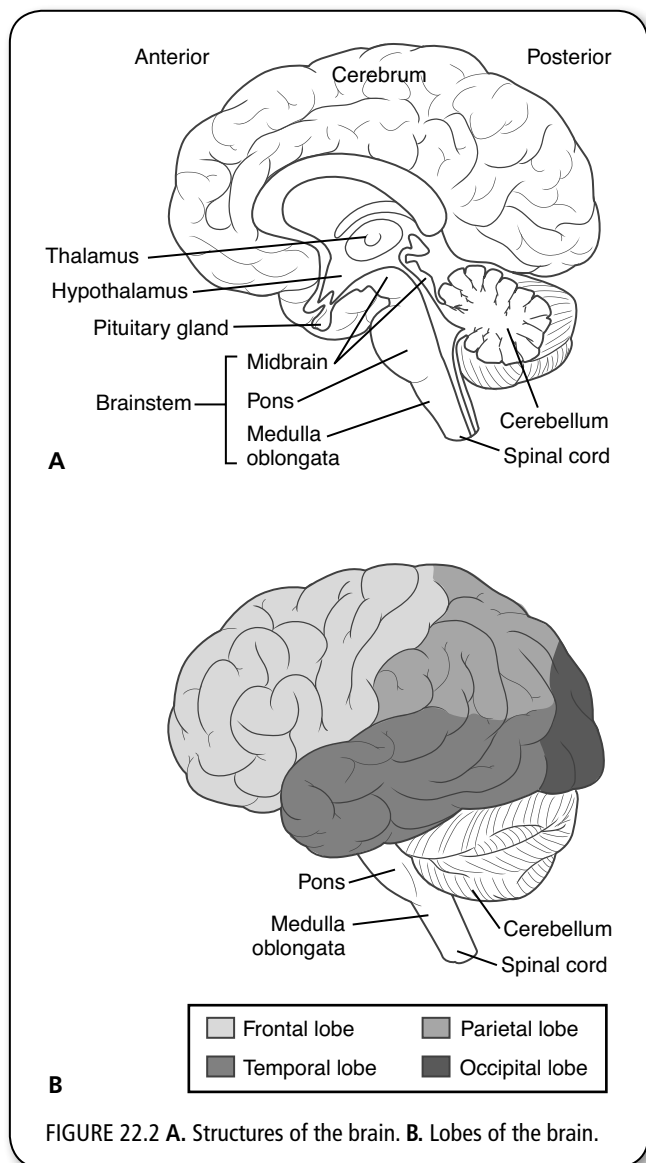 Anterior
Posterior
Cerebrum
Thalamus
Hypothalamus
Pituitary gland
Midbrain
Brainstem
Pons
Medulla
oblongata
Cerebellum
Spinal cord
A
Pons
Medulla
oblongata
Cerebellum
Spinal cord
Frontal lobe
Parietal lobe
Temporal lobe
Occipital lobe
B
FIGURE 22.2 A. Structures of the brain. B. Lobes of the brain.